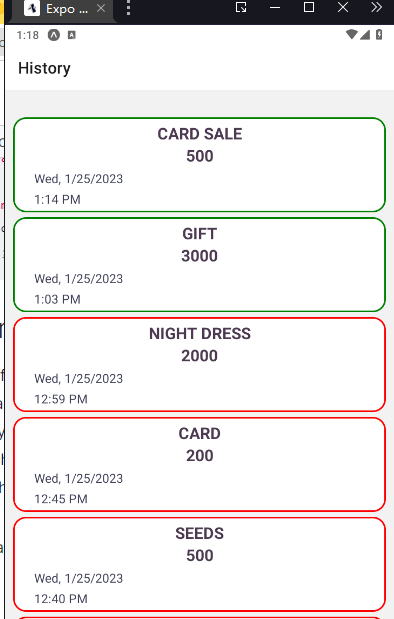 Expo ...
1:18
History
CARD SALE
500
Wed, 1/25/2023
1:14 PM
GIFT
3000
Wed, 1/25/2023
1:03 PM
NIGHT DRESS
2000
Wed, 1/25/2023
12:59 PM
CARD
200
Wed, 1/25/2023
12:45 PM
SEEDS
500
Wed, 1/25/2023
12:40 PM